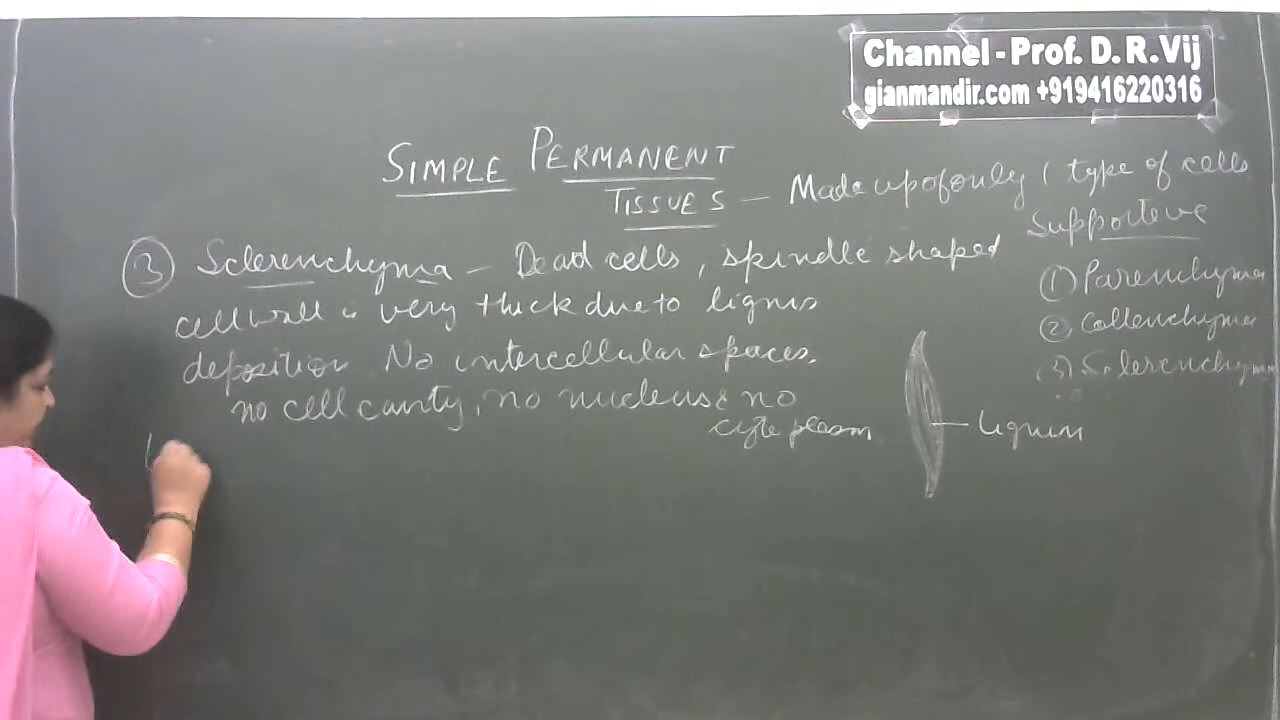 Channel - Prof. D. R. Vij
gianmandir.com +919416220316
SIMPLE PERMANENT
TISSUES - Made up of only 1 type of cells
Supportive
③ Sclerenchyma - Dead cells, spindle shaped
cell wall is very thick due to lignin
deposition No intercellular spaces.
no cell cavity, no nucleus & no
cytoplasm
(1) Parenchyma
(2) Collenchyma
(3) Sclerenchyma
lignin